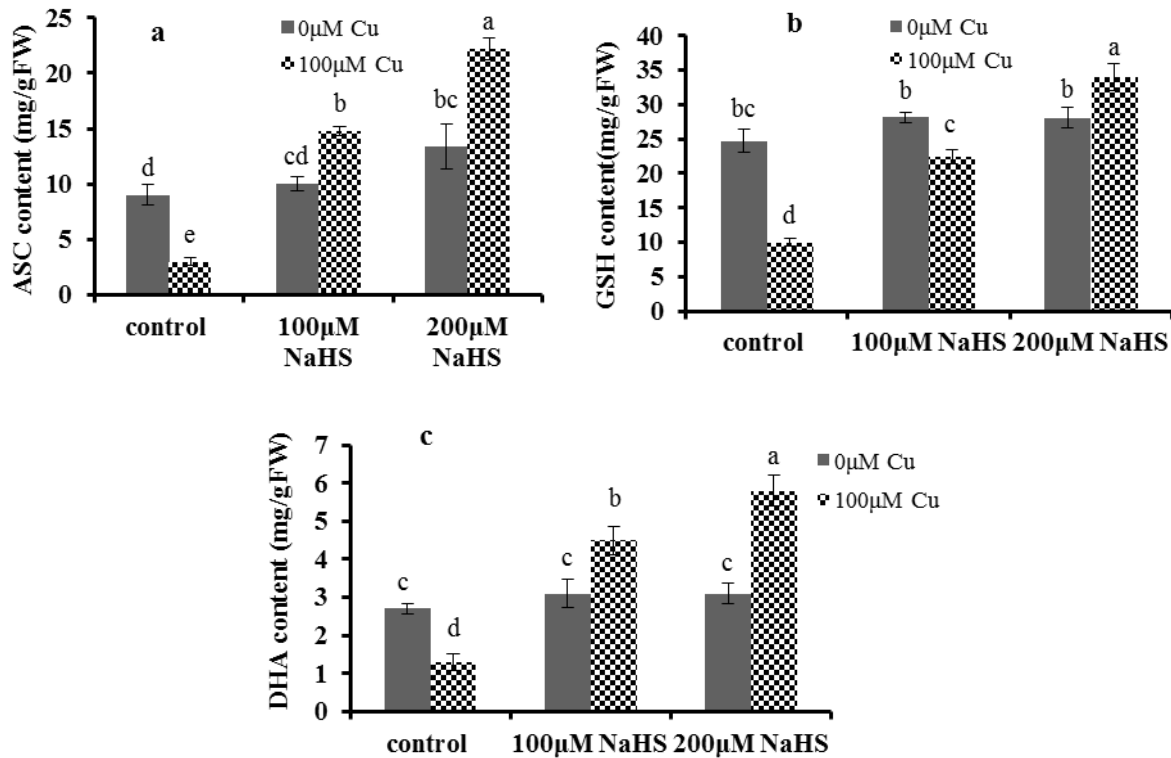 a
ASC content (mg/gFW)
25
20
15
10
5
0
0μM Cu
100μM Cu
d
e
cd
b
bc
a
control
100μM
NaHS
200μM
NaHS
b
GSH content(mg/gFW)
40
35
30
25
20
15
10
5
0
0μM Cu
100μM Cu
bc
d
b
c
b
a
control
100μM NaHS
200μM NaHS
c
DHA content (mg/gFW)
7
6
5
4
3
2
1
0
0μM Cu
100μM Cu
c
d
c
b
c
a
control
100μM NaHS
200μM NaHS